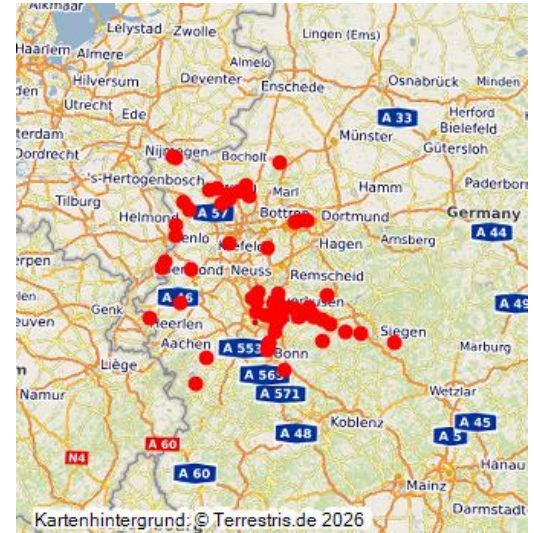 Alkmaar
Lelystad Zwolle
Lingen (Ems)
Haarlem Almere
Almelo
Hilversum
Deventer
Enschede
Osnabrück Minden
Utrecht Ede
A 33
Herford
Bielefeld
Münster
Gütersloh
Dordrecht
Nijmegen
Bocholt
's-Hertogenbosch
Marl
Hamm
Paderborn
Tilburg
Helmond
A 57
Bottrop
Dortmund
Germany
A 44
Hagen
Arnsberg
Neuss
Remscheid
Genk
A 46
A 49
Heerlen
Siegen
Aachen
A 553
Bonn
Marburg
Liège
A 565
A 571
Namur
Wetzlar
Koblenz
A 48
A 45
A 5
A 60
N4
A 60
Hanau
Mainz
Darmstadt
Kartenhintergrund: © Terrestris.de 2026